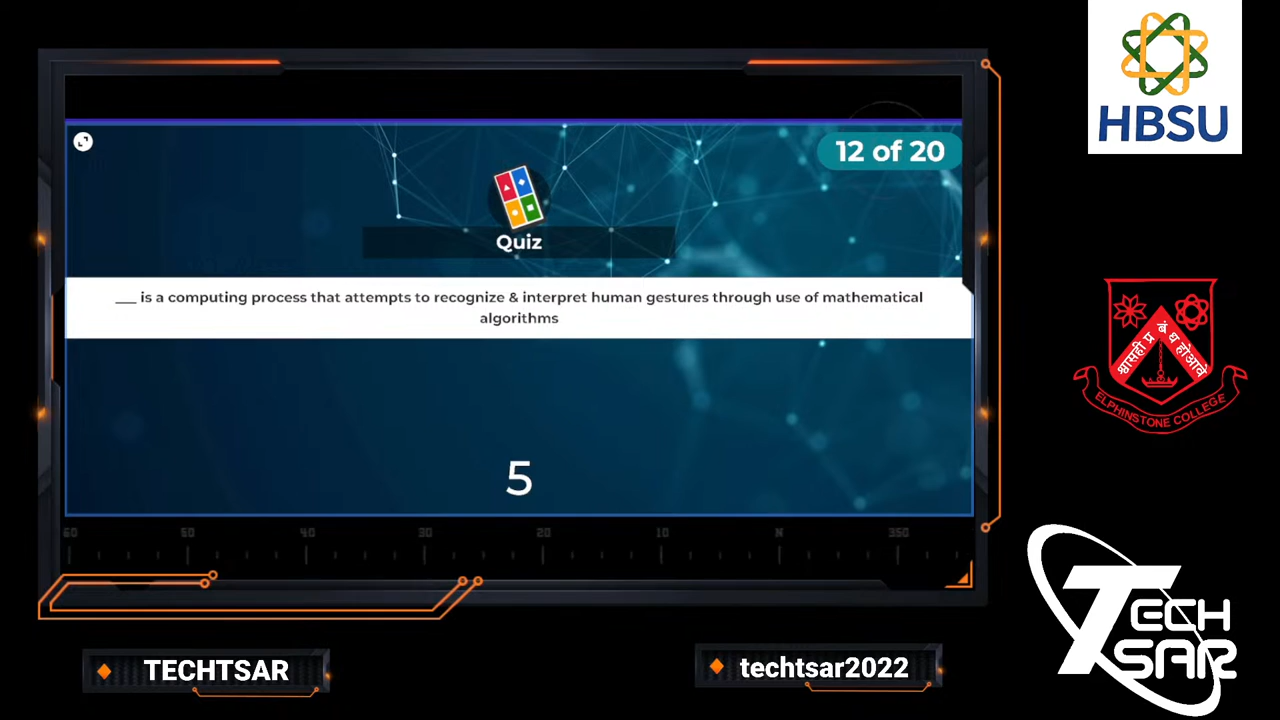 HBSU
12 of 20
Quiz
___ is a computing process that attempts to recognize & interpret human gestures through use of mathematical
algorithms
5
60 50 40 30 20 10 N 350
ELPHINSTONE COLLEGE
TECH
SAR
TECHTSAR
techtsar2022